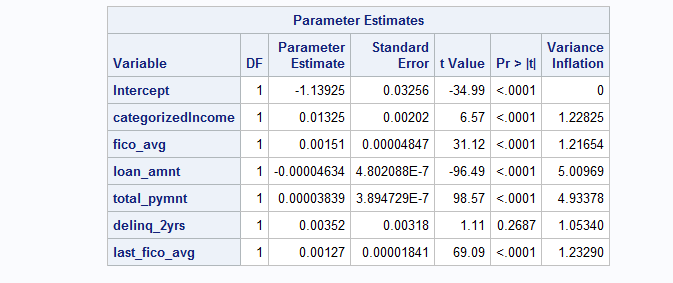 Parameter Estimates
Variable DF Parameter Estimate Standard Error t Value Pr > |t| Variance Inflation
Intercept 1 -1.13925 0.03256 -34.99 <.0001 0
categorizedIncome 1 0.01325 0.00202 6.57 <.0001 1.22825
fico_avg 1 0.00151 0.00004847 31.12 <.0001 1.21654
loan_amnt 1 -0.00004634 4.802088E-7 -96.49 <.0001 5.00969
total_pymnt 1 0.00003839 3.894729E-7 98.57 <.0001 4.93378
delinq_2yrs 1 0.00352 0.00318 1.11 0.2687 1.05340
last_fico_avg 1 0.00127 0.00001841 69.09 <.0001 1.23290